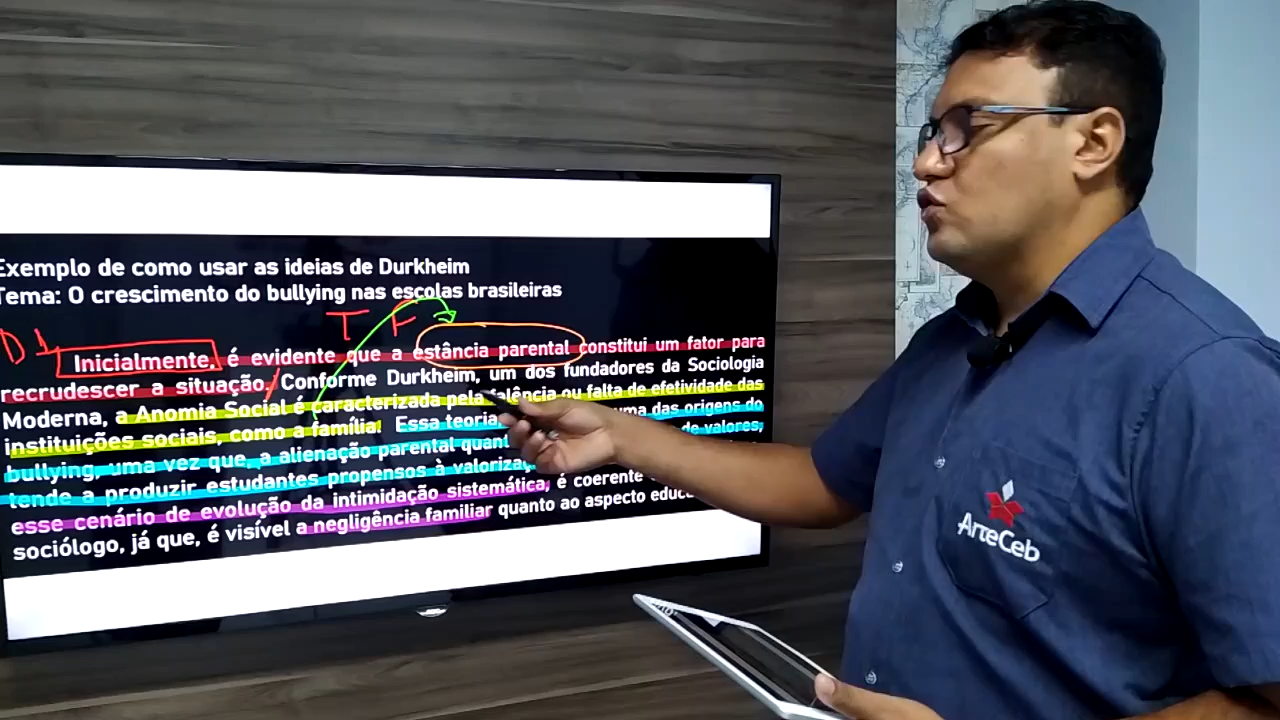 Exemplo de como usar as ideias de Durkheim
Tema: O crescimento do bullying nas escolas brasileiras
T F
D1
Inicialmente, é evidente que a estância parental constitui um fator para
recrudescer a situação. Conforme Durkheim, um dos fundadores da Sociologia
Moderna, a Anomia Social é caracterizada pela falência ou falta de efetividade das
instituições sociais, como a família. Essa teoria, uma das origens do
bullying, uma vez que, a alienação parental de valores,
tende a produzir estudantes propensos à
esse cenário de evolução da intimidação sistemática, é coerente
sociólogo, já que, é visível a negligência familiar quanto ao aspecto
ArteCeb